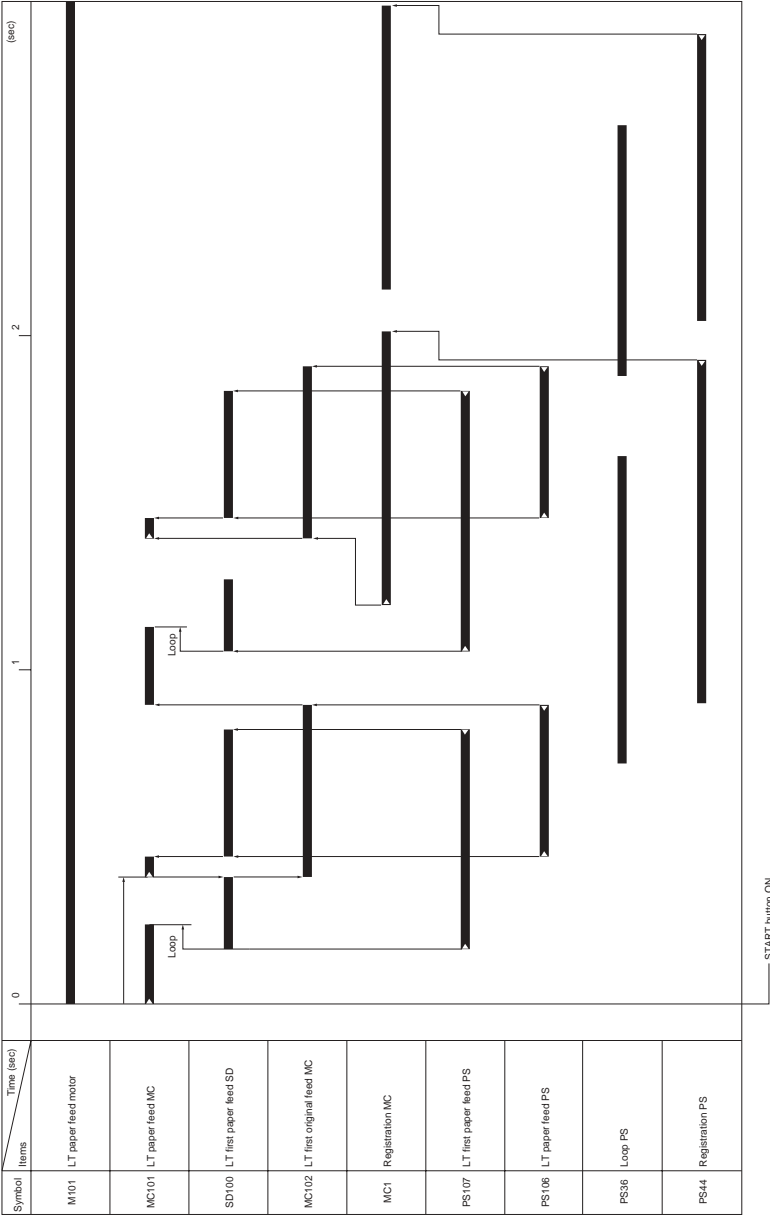 Symbol
Items
Time (sec)
0
1
2
(sec)
M101 LT paper feed motor
MC101 LT paper feed MC
Loop
Loop
SD100 LT first paper feed SD
MC102 LT first original feed MC
MC1 Registration MC
PS107 LT first paper feed PS
PS106 LT paper feed PS
PS36 Loop PS
PS44 Registration PS
START button ON